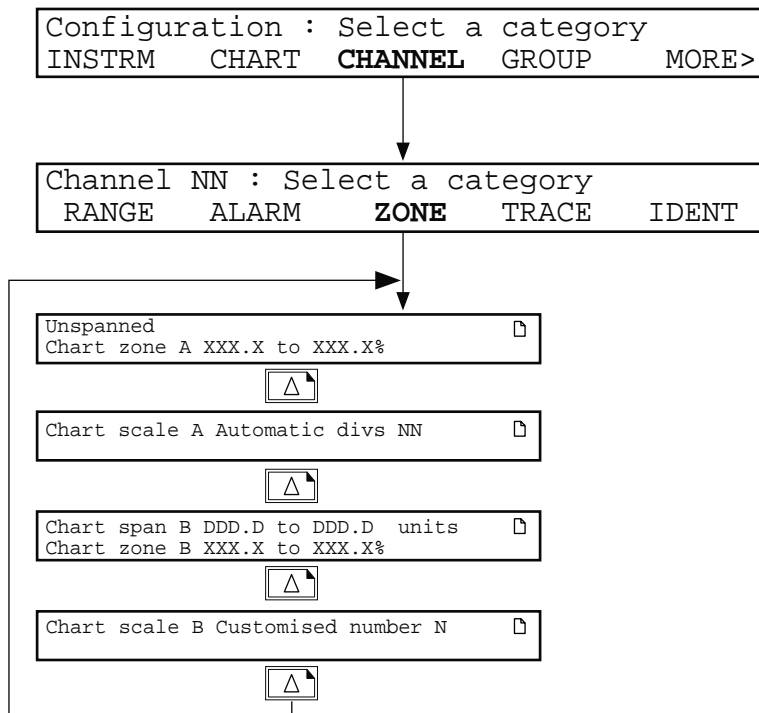 Configuration : Select a category
INSTRM CHART CHANNEL GROUP MORE>
Channel NN : Select a category
RANGE ALARM ZONE TRACE IDENT
Unspanned
Chart zone A XXX.X to XXX.X%
Chart scale A Automatic divs NN
Chart span B DDD.D to DDD.D units
Chart zone B XXX.X to XXX.X%
Chart scale B Customised number N